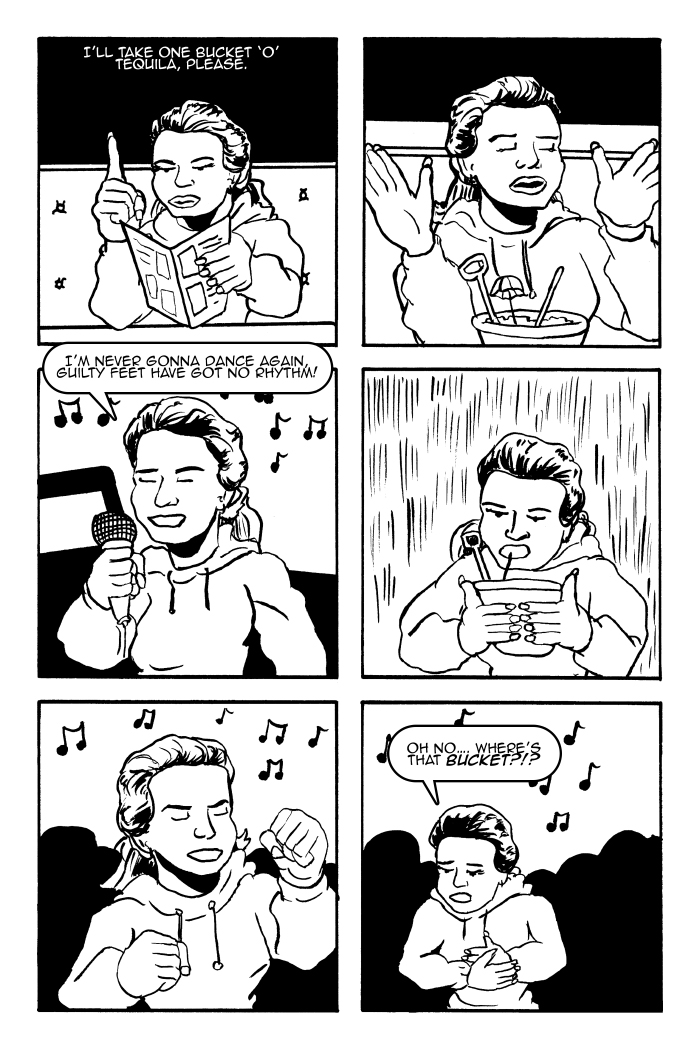 I'LL TAKE ONE BUCKET 'O'
TEQUILA, PLEASE.
I'M NEVER GONNA DANCE AGAIN,
GUILTY FEET HAVE GOT NO RHYTHM!
OH NO.... WHERE'S
THAT BUCKET?!?